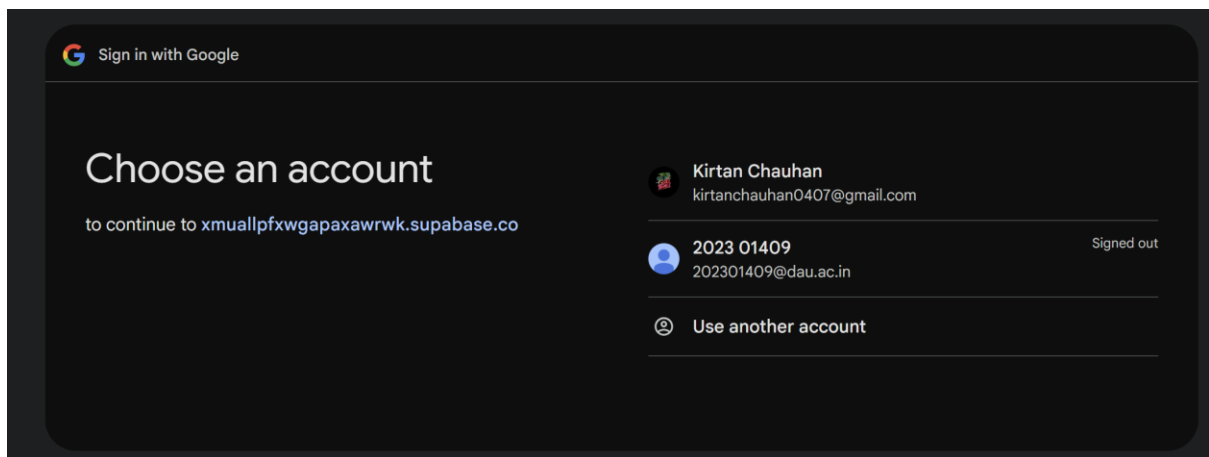 Sign in with Google
Choose an account
to continue to xmuallpfxwgapaxawrwk.supabase.co
Kirtan Chauhan
kirtanchauhan0407@gmail.com
2023 01409
Signed out
202301409@dau.ac.in
Use another account